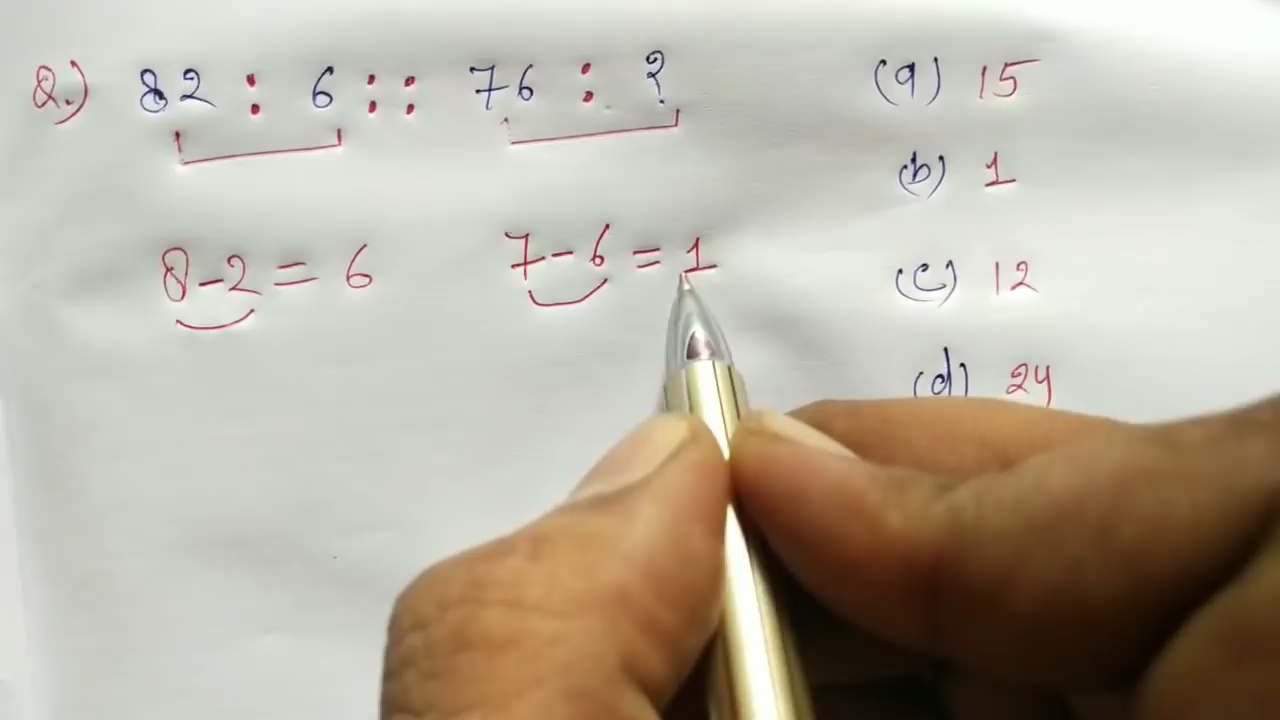 Q.) 82 : 6 :: 76 : ?
8-2=6 7-6=1
(a) 15
(b) 1
(c) 12
(d) 24